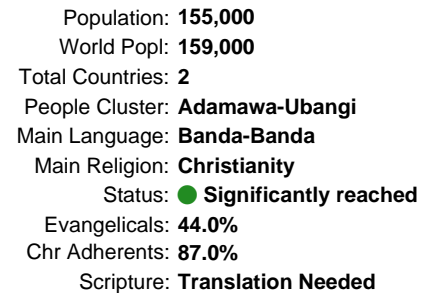 Population: 155,000
World Popl: 159,000
Total Countries: 2
People Cluster: Adamawa-Ubangi
Main Language: Banda-Banda
Main Religion: Christianity
Status: Significantly reached
Evangelicals: 44.0%
Chr Adherents: 87.0%
Scripture: Translation Needed